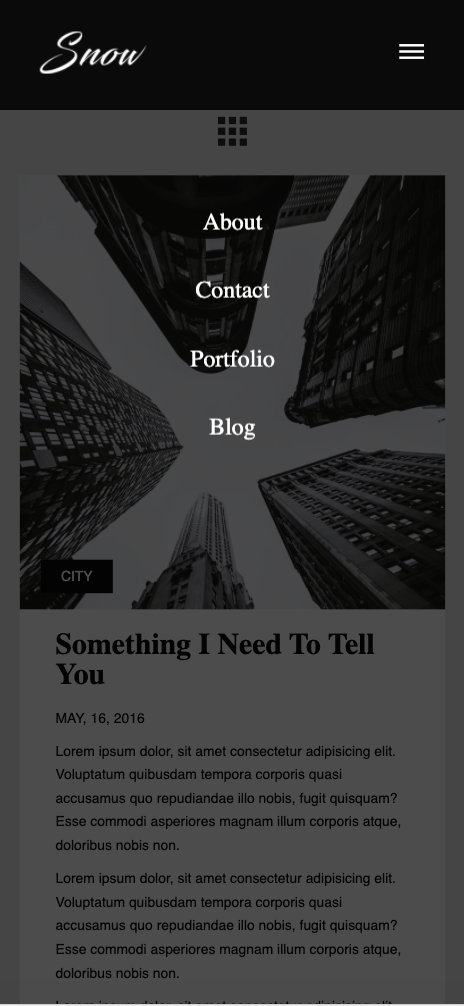 Snow
About
Contact
Portfolio
Blog
CITY
Something I Need To Tell
You
MAY, 16, 2016
Lorem ipsum dolor, sit amet consectetur adipisicing elit.
Voluptatum quibusdam tempora corporis quasi
accusamus quo repudiandae illo nobis, fugit quisquam?
Esse commodi asperiores magnam illum corporis atque,
doloribus nobis non.
Lorem ipsum dolor, sit amet consectetur adipisicing elit.
Voluptatum quibusdam tempora corporis quasi
accusamus quo repudiandae illo nobis, fugit quisquam?
Esse commodi asperiores magnam illum corporis atque,
doloribus nobis non.